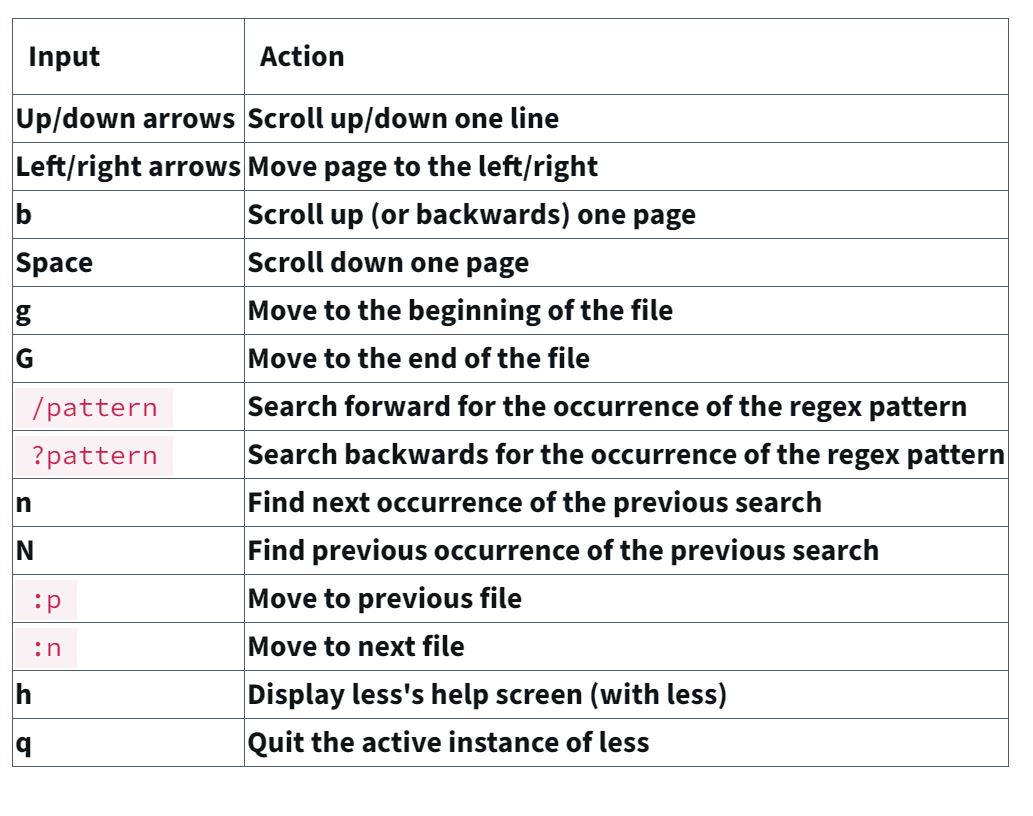 Input Action
Up/down arrows Scroll up/down one line
Left/right arrows Move page to the left/right
b Scroll up (or backwards) one page
Space Scroll down one page
g Move to the beginning of the file
G Move to the end of the file
/pattern Search forward for the occurrence of the regex pattern
?pattern Search backwards for the occurrence of the regex pattern
n Find next occurrence of the previous search
N Find previous occurrence of the previous search
:p Move to previous file
:n Move to next file
h Display less's help screen (with less)
q Quit the active instance of less